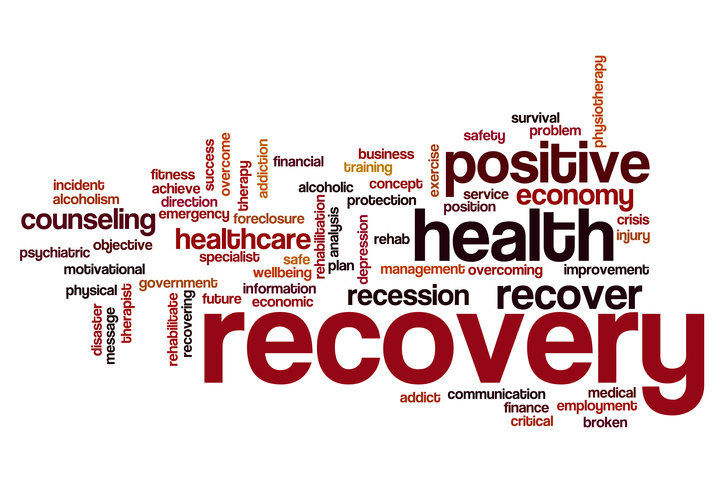 physiotherapy
survival
safety
problem
success
overcome
addiction
therapy
financial
business
training
exercise
positive
fitness
achieve
direction
emergency
incident
alcoholism
counseling
alcoholic
concept
protection
service
position
economy
foreclosure
healthcare
rehabilitation
analysis
depression
rehab
health
crisis
injury
psychiatric
objective
specialist
safe
wellbeing
plan
management
overcoming
improvement
motivational
physical
government
information
economic
future
recession
recover
disaster
message
therapist
rehabilitate
recovering
recovery
addict
communication
medical
finance
employment
critical
broken